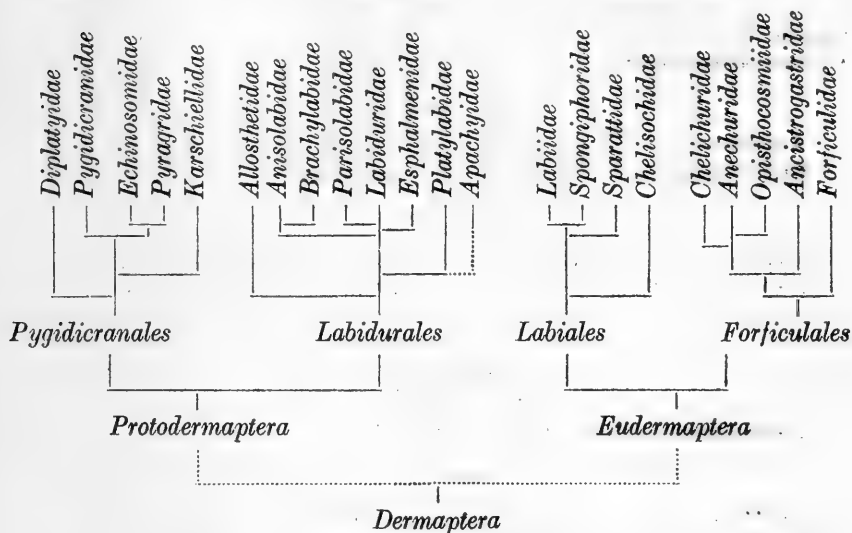 Diplatyidae
Pygidicranidae
Echinosomidae
Pyragridae
Karschiellidae
Allosthetidae
Anisolabidae
Brachylabidae
Parisolabidae
Labiduridae
Esphalmenidae
Platylabidae
Apachyidae
Labiidae
Spongiphoridae
Sparattidae
Chelisochidae
Chelichuridae
Anechuridae
Opisthocosmiidae
Ancistrogastridae
Forficulidae
Pygidicranales
Labidurales
Labiales
Forficulales
Protodermaptera
Eudermaptera
Dermaptera